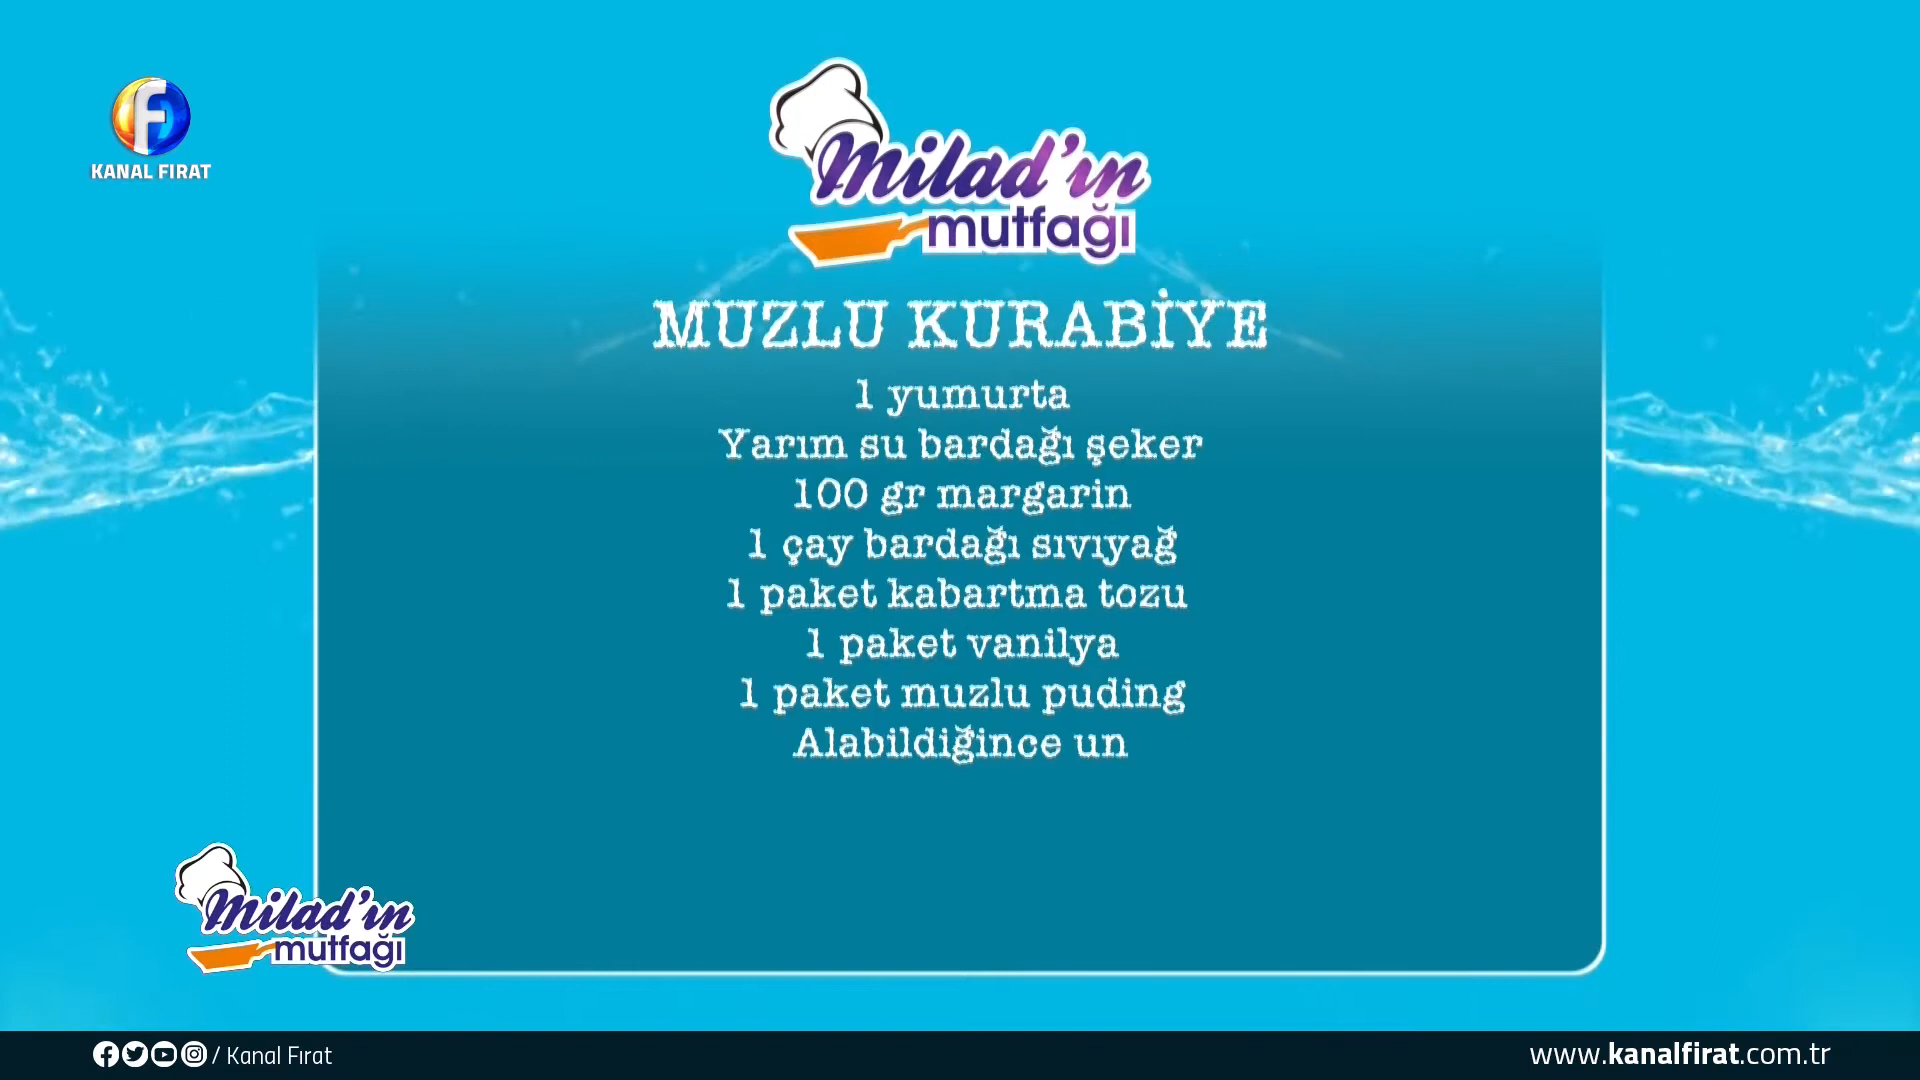 KANAL FIRAT
Milad'ın
mutfağı
MUZLU KURABİYE
1 yumurta
Yarım su bardağı şeker
100 gr margarin
1 çay bardağı sıvıyağ
1 paket kabartma tozu
1 paket vanilya
1 paket muzlu puding
Alabildiğince un
Milad'ın
mutfağı
/ Kanal Fırat
www.kanalfirat.com.tr